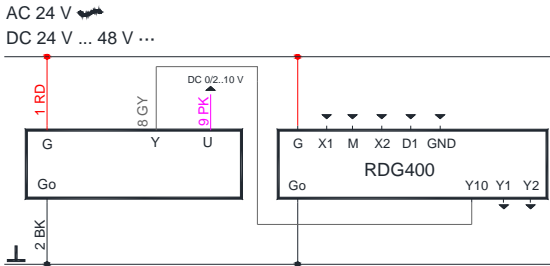 AC 24 V
DC 24 V ... 48 V ...
DC 0/2..10 V
1 RD
8 GY
9 PK
G
Y
U
G
X1
M
X2
D1
GND
RDG400
Go
Go
Y10
Y1
Y2
2 BK